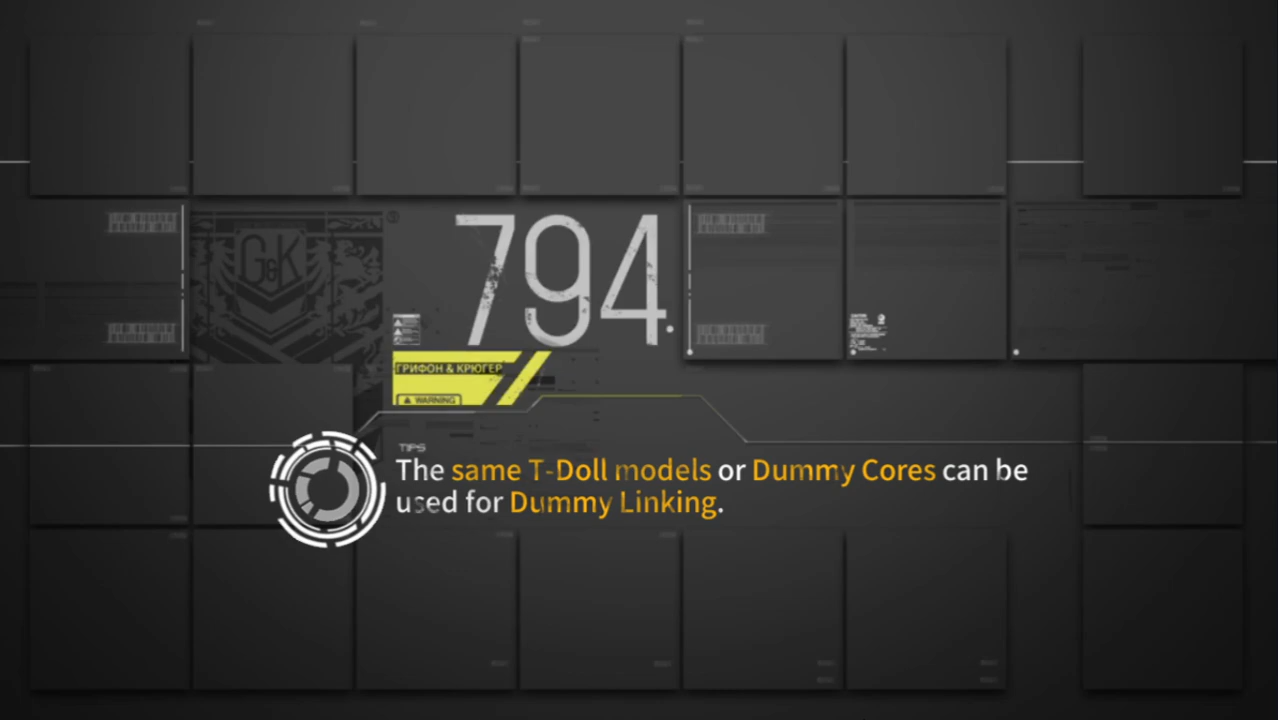 G&K
794.
ГРИФОН & КРЮГЕР
WARNING
TIPS
The same T-Doll models or Dummy Cores can be
used for Dummy Linking.